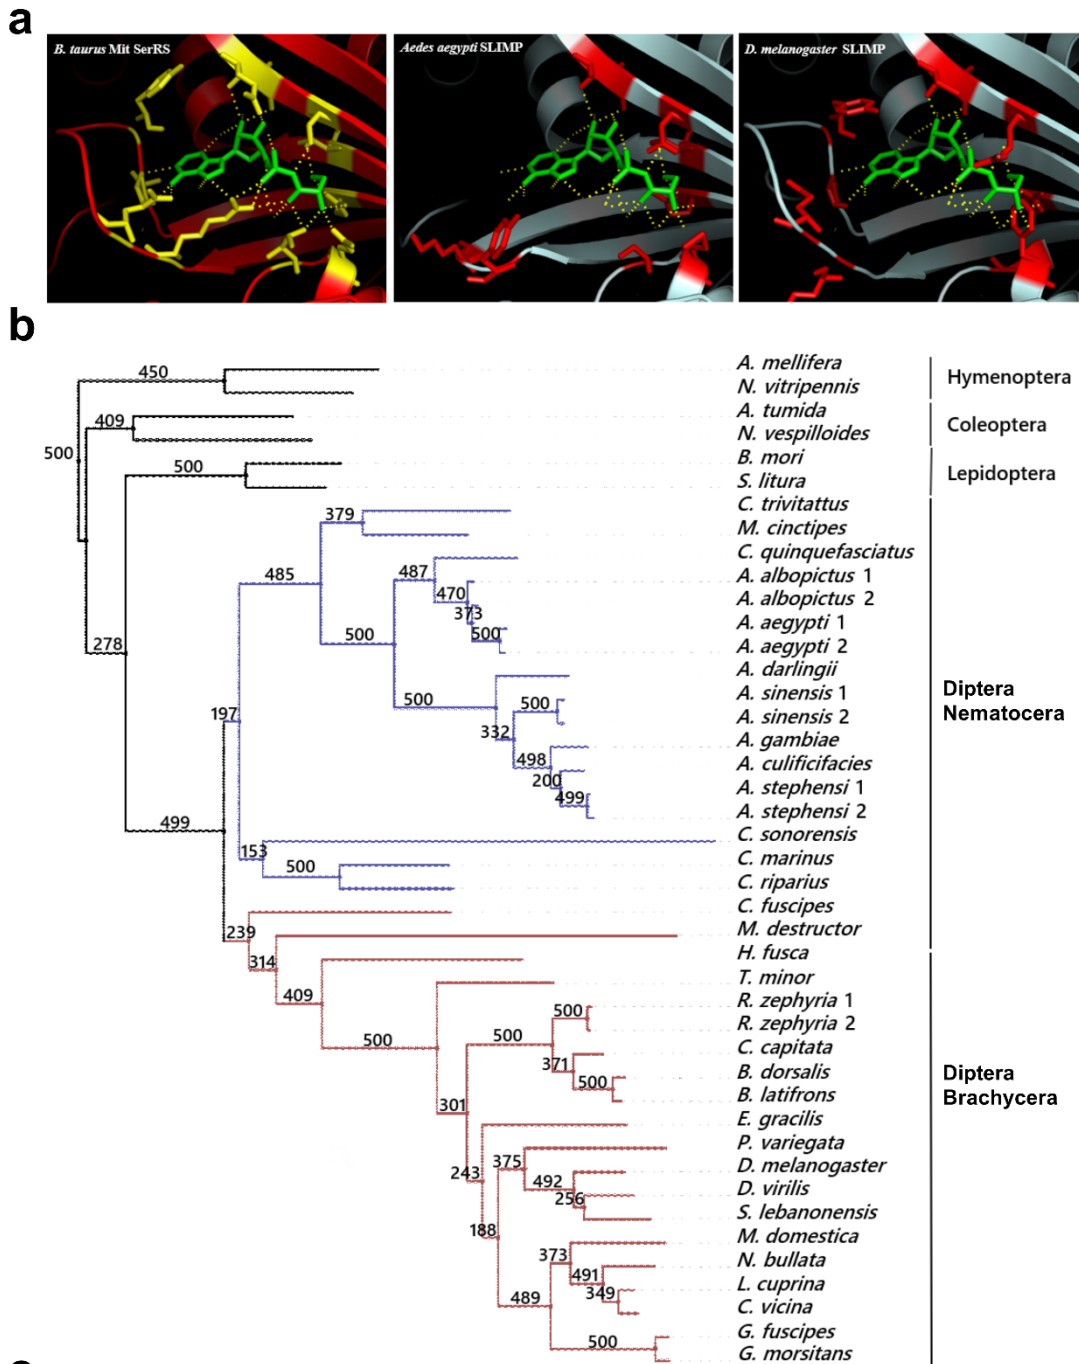 a
B. taurus Mit SerRS
Aedes aegypti SLIMP
D. melanogaster SLIMP
b
A. mellifera
N. vitripennis
A. tumida
N. vespilloides
B. mori
S. litura
C. trivitattus
M. cinctipes
C. quinquefasciatus
A. albopictus 1
A. albopictus 2
A. aegypti 1
A. aegypti 2
A. darlingii
A. sinensis 1
A. sinensis 2
A. gambiae
A. culificifacies
A. stephensi 1
A. stephensi 2
C. sonorensis
C. marinus
C. riparius
C. fuscipes
M. destructor
H. fusca
T. minor
R. zephyria 1
R. zephyria 2
C. capitata
B. dorsalis
B. latifrons
E. gracilis
P. variegata
D. melanogaster
D. virilis
S. lebanonensis
M. domestica
N. bullata
L. cuprina
C. vicina
G. fuscipes
G. morsitans
Hymenoptera
Coleoptera
Lepidoptera
Diptera
Nematocera
Diptera
Brachycera
450
409
500
500
379
485
487
470
373
500
500
500
500
332
498
200
499
278
197
499
153
500
239
314
409
500
500
500
371
500
301
243
375
492
256
188
373
491
349
489
500